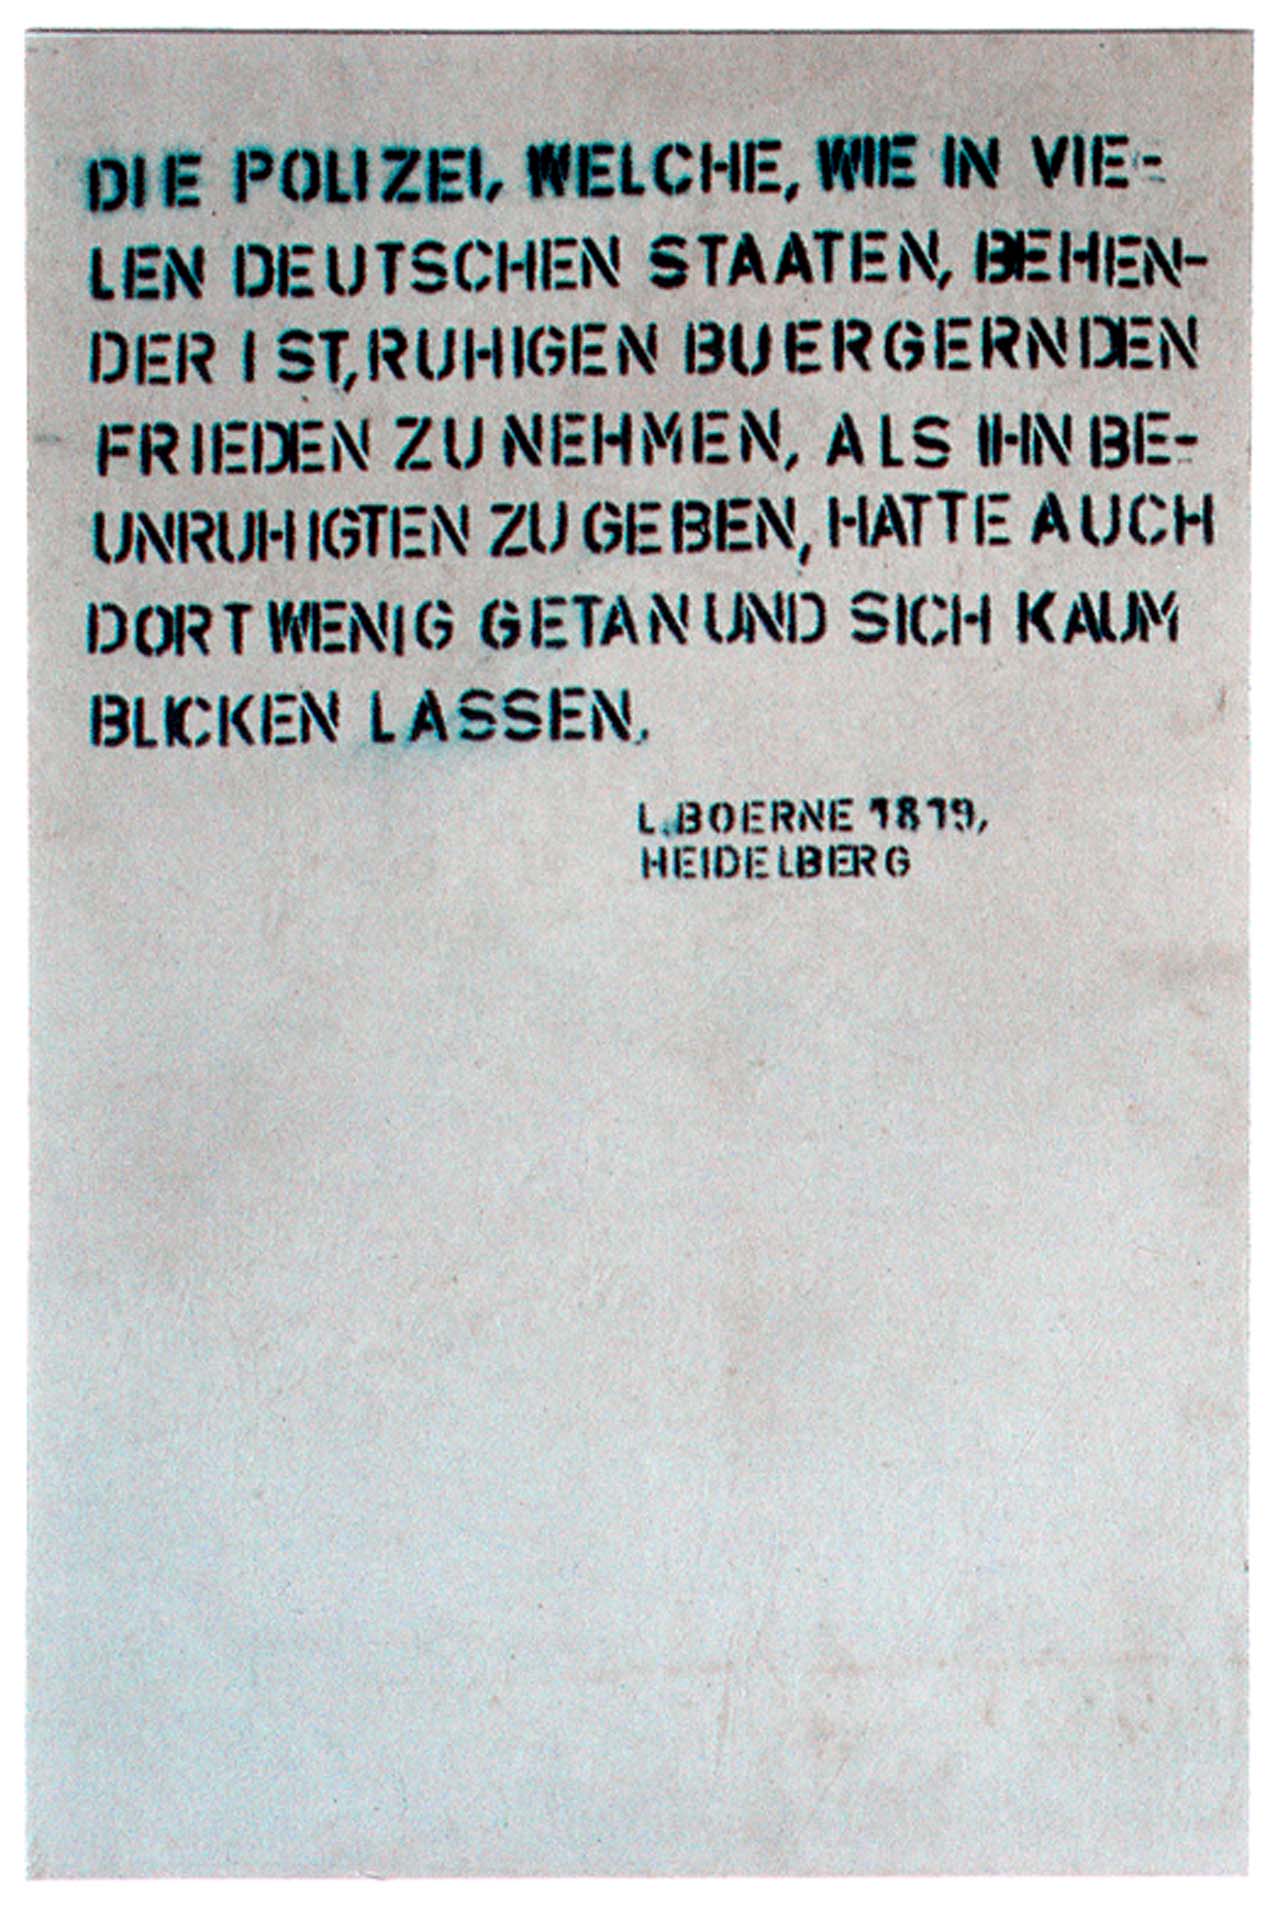 DIE POLIZEI, WELCHE, WIE IN VIE-
LEN DEUTSCHEN STAATEN, BEHEN-
DER IST, RUHIGEN BUERGERN DEN
FRIEDEN ZU NEHMEN, ALS IHN BE-
UNRUHIGTEN ZU GEBEN, HATTE AUCH
DORT WENIG GETAN UND SICH KAUM
BLICKEN LASSEN.
L. BOERNE 1819,
HEIDELBERG